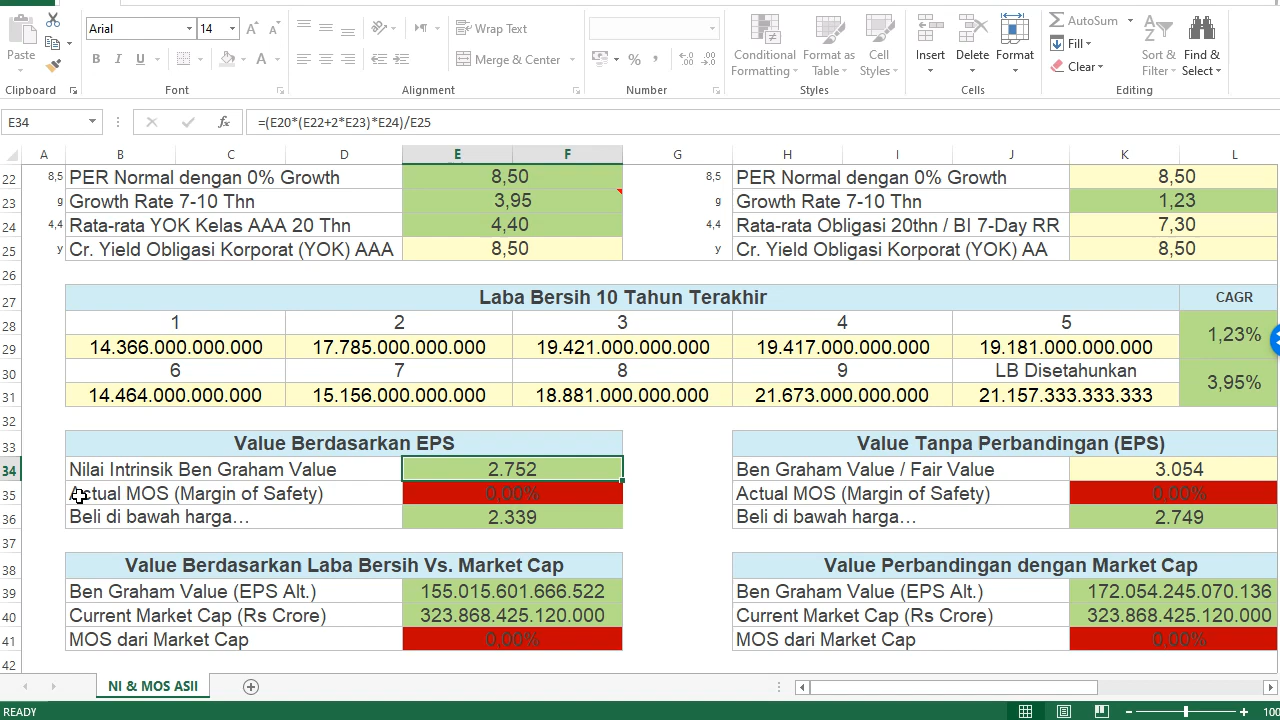 Arial 14
Wrap Text
Merge & Center
Paste
B I U
Conditional Formatting
Format as Table
Cell Styles
Insert Delete Format
AutoSum
Fill
Clear
Sort & Filter
Find & Select
Clipboard Font Alignment Number Styles Cells Editing
E34 fx =(E20*(E22+2*E23)*E24)/E25
A B C D E F G H I J K L
22 8,5 PER Normal dengan 0% Growth 8,50 8,5 PER Normal dengan 0% Growth 8,50
23 g Growth Rate 7-10 Thn 3,95 g Growth Rate 7-10 Thn 1,23
24 4,4 Rata-rata YOK Kelas AAA 20 Thn 4,40 4,4 Rata-rata Obligasi 20thn / BI 7-Day RR 7,30
25 y Cr. Yield Obligasi Korporat (YOK) AAA 8,50 y Cr. Yield Obligasi Korporat (YOK) AA 8,50
26
27 Laba Bersih 10 Tahun Terakhir CAGR
28 1 2 3 4 5
1,23%
29 14.366.000.000.000 17.785.000.000.000 19.421.000.000.000 19.417.000.000.000 19.181.000.000.000
30 6 7 8 9 LB Disetahunkan
3,95%
31 14.464.000.000.000 15.156.000.000.000 18.881.000.000.000 21.673.000.000.000 21.157.333.333.333
32
33 Value Berdasarkan EPS Value Tanpa Perbandingan (EPS)
34 Nilai Intrinsik Ben Graham Value 2.752 Ben Graham Value / Fair Value 3.054
35 Actual MOS (Margin of Safety) 0,00% Actual MOS (Margin of Safety) 0,00%
36 Beli di bawah harga… 2.339 Beli di bawah harga… 2.749
37
38 Value Berdasarkan Laba Bersih Vs. Market Cap Value Perbandingan dengan Market Cap
39 Ben Graham Value (EPS Alt.) 155.015.601.666.522 Ben Graham Value (EPS Alt.) 172.054.245.070.136
40 Current Market Cap (Rs Crore) 323.868.425.120.000 Current Market Cap (Rs Crore) 323.868.425.120.000
41 MOS dari Market Cap 0,00% MOS dari Market Cap 0,00%
42
NI & MOS ASII
READY 100